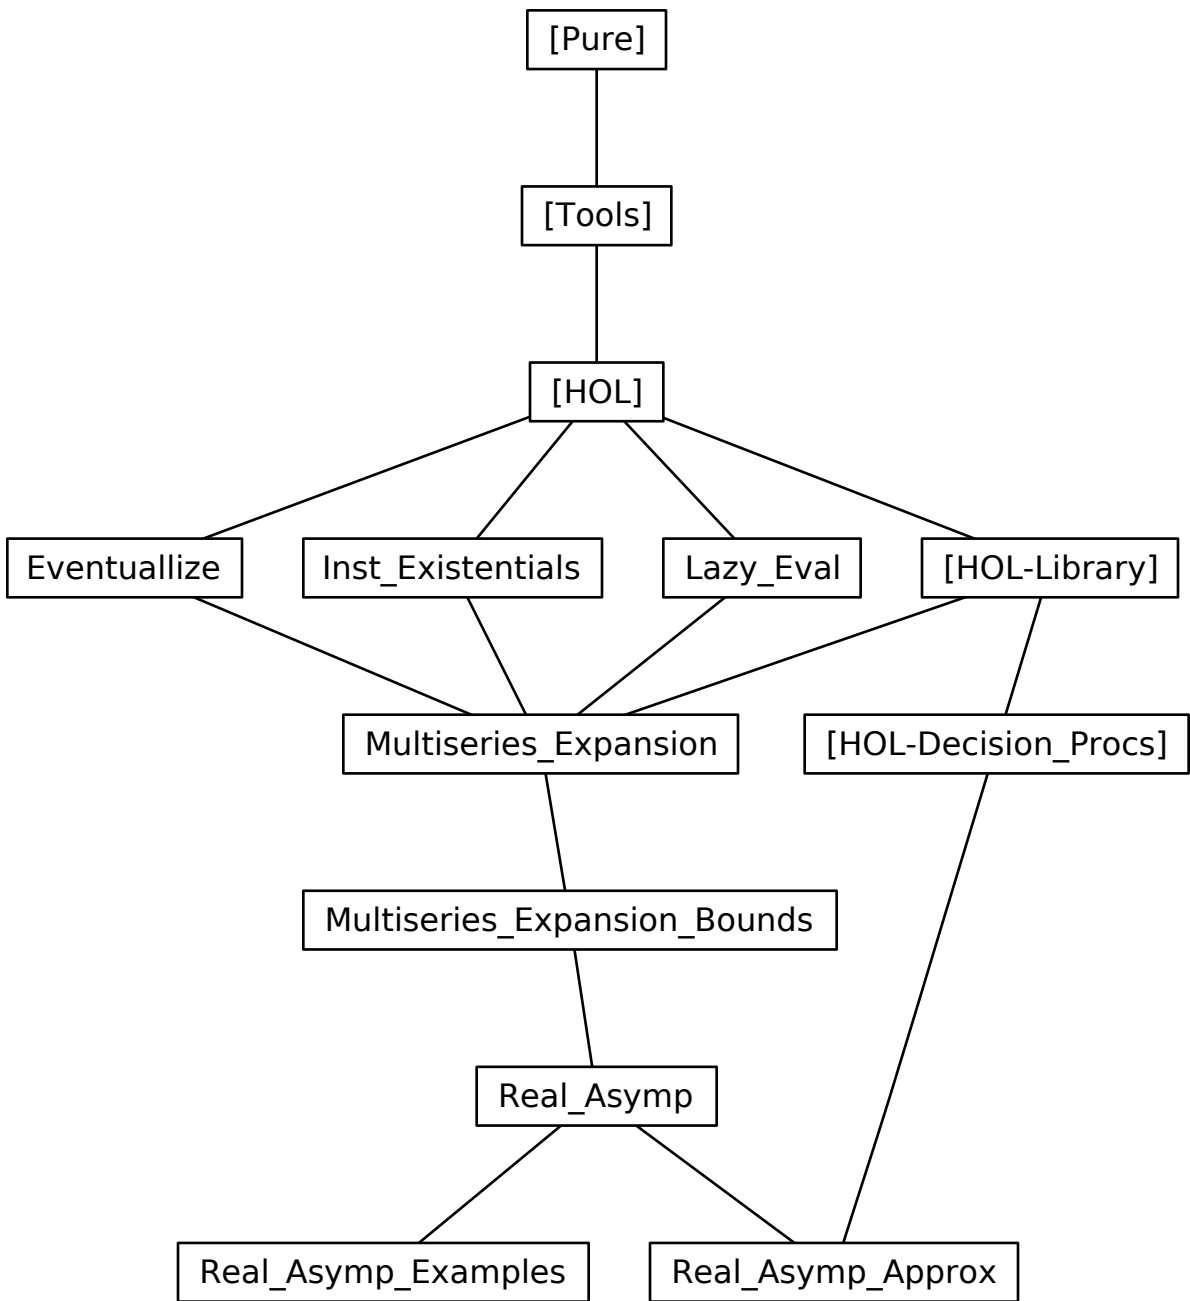 [Pure]
[Tools]
[HOL]
Eventuallize
Inst_Existentials
Lazy_Eval
[HOL-Library]
Multiseries_Expansion
[HOL-Decision_Procs]
Multiseries_Expansion_Bounds
Real_Asymp
Real_Asymp_Examples
Real_Asymp_Approx